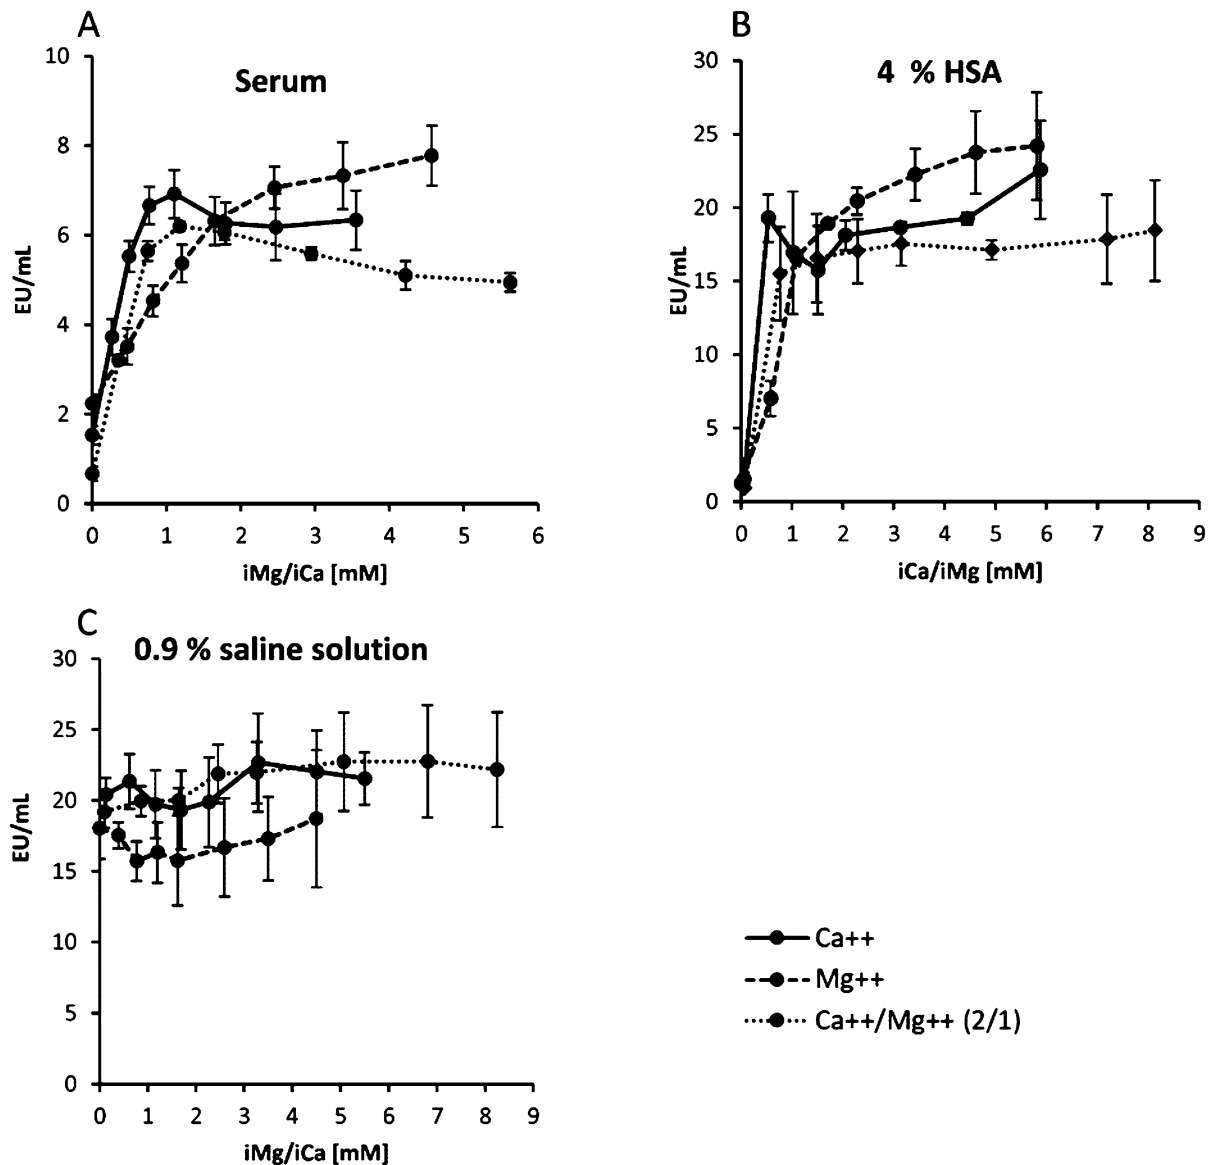 A
Serum
10
8
6
4
2
0
EU/mL
0 1 2 3 4 5 6
iMg/iCa [mM]
B
4 % HSA
30
25
20
15
10
5
0
EU/mL
0 1 2 3 4 5 6 7 8 9
iCa/iMg [mM]
C
0.9 % saline solution
30
25
20
15
10
5
0
EU/mL
0 1 2 3 4 5 6 7 8 9
iMg/iCa [mM]
Ca++
Mg++
Ca++/Mg++ (2/1)